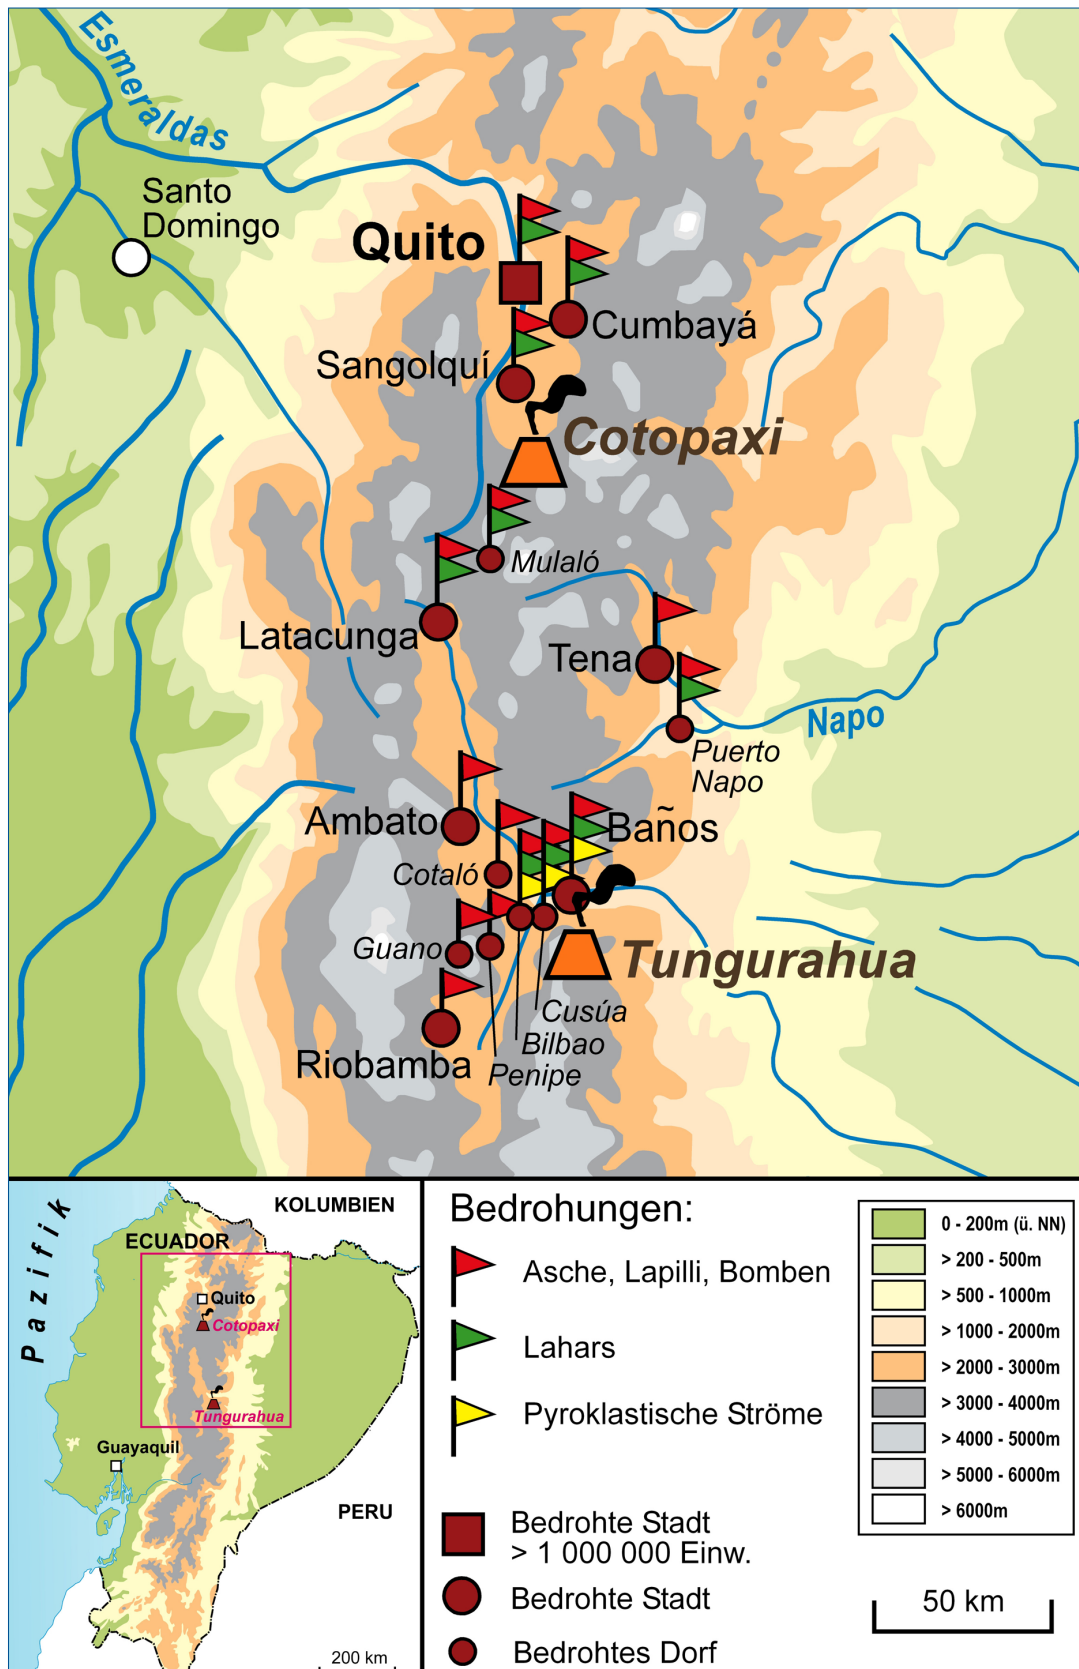 Esmeraldas
Santo
Domingo
Quito
Cumbayá
Sangolquí
Cotopaxi
Mulaló
Latacunga
Tena
Napo
Puerto
Napo
Ambato
Baños
Cotaló
Guano
Tungurahua
Cusúa
Bilbao
Riobamba
Penipe
Pazifik
KOLUMBIEN
ECUADOR
Quito
Cotopaxi
Tungurahua
Guayaquil
PERU
200 km
Bedrohungen:
Asche, Lapilli, Bomben
Lahars
Pyroklastische Ströme
Bedrohte Stadt
> 1 000 000 Einw.
Bedrohte Stadt
Bedrohtes Dorf
0 - 200m (ü. NN)
> 200 - 500m
> 500 - 1000m
> 1000 - 2000m
> 2000 - 3000m
> 3000 - 4000m
> 4000 - 5000m
> 5000 - 6000m
> 6000m
50 km